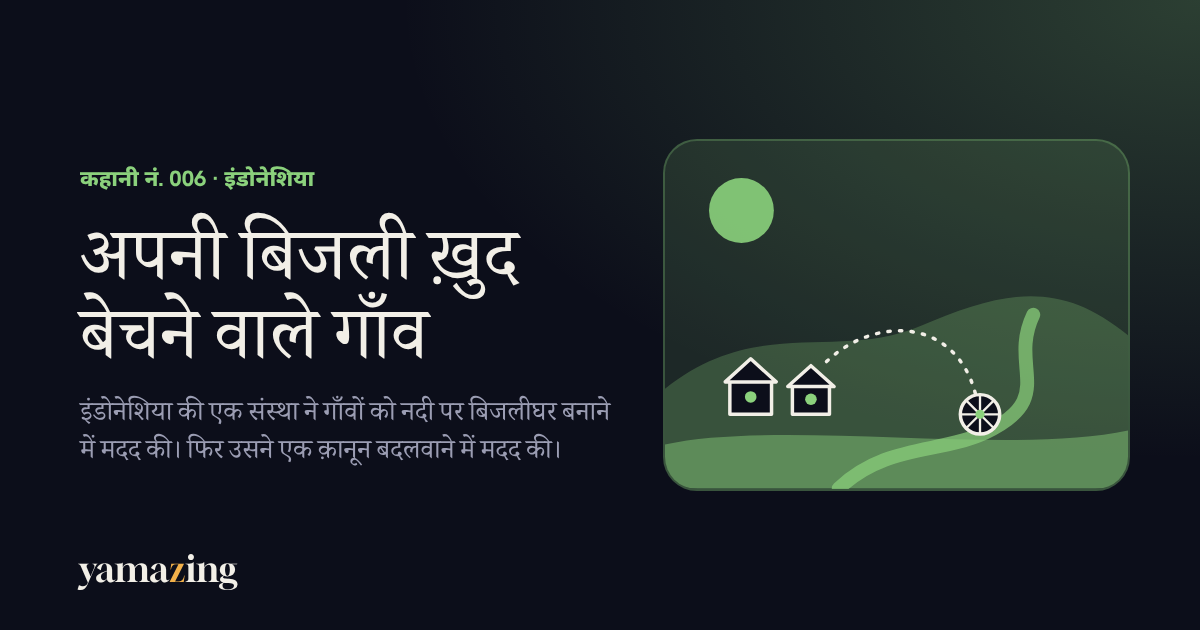 कहानी नं. 006 · इंडोनेशिया
अपनी बिजली ख़ुद
बेचने वाले गाँव
इंडोनेशिया की एक संस्था ने गाँवों को नदी पर बिजलीघर बनाने
में मदद की। फिर उसने एक क़ानून बदलवाने में मदद की।
yamazing